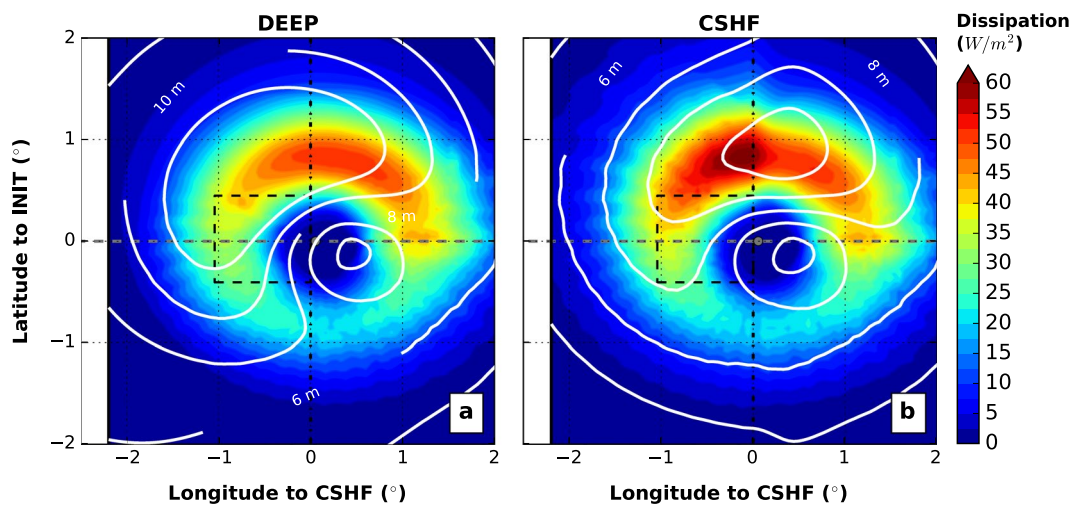 DEEP
CSHF
Dissipation
(W/m²)
Latitude to INIT (°)
2
1
0
−1
−2
10 m
8 m
6 m
a
−2
−1
0
1
2
Longitude to CSHF (°)
6 m
8 m
b
−2
−1
0
1
2
Longitude to CSHF (°)
60
55
50
45
40
35
30
25
20
15
10
5
0